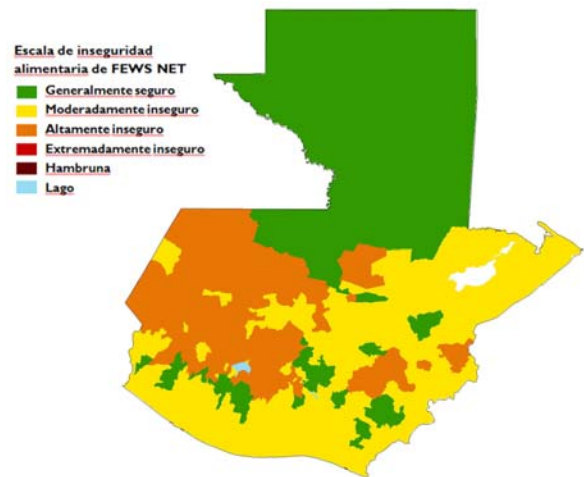 Escala de inseguridad
alimentaria de FEWS NET
Generalmente seguro
Moderadamente inseguro
Altamente inseguro
Extremadamente inseguro
Hambruna
Lago